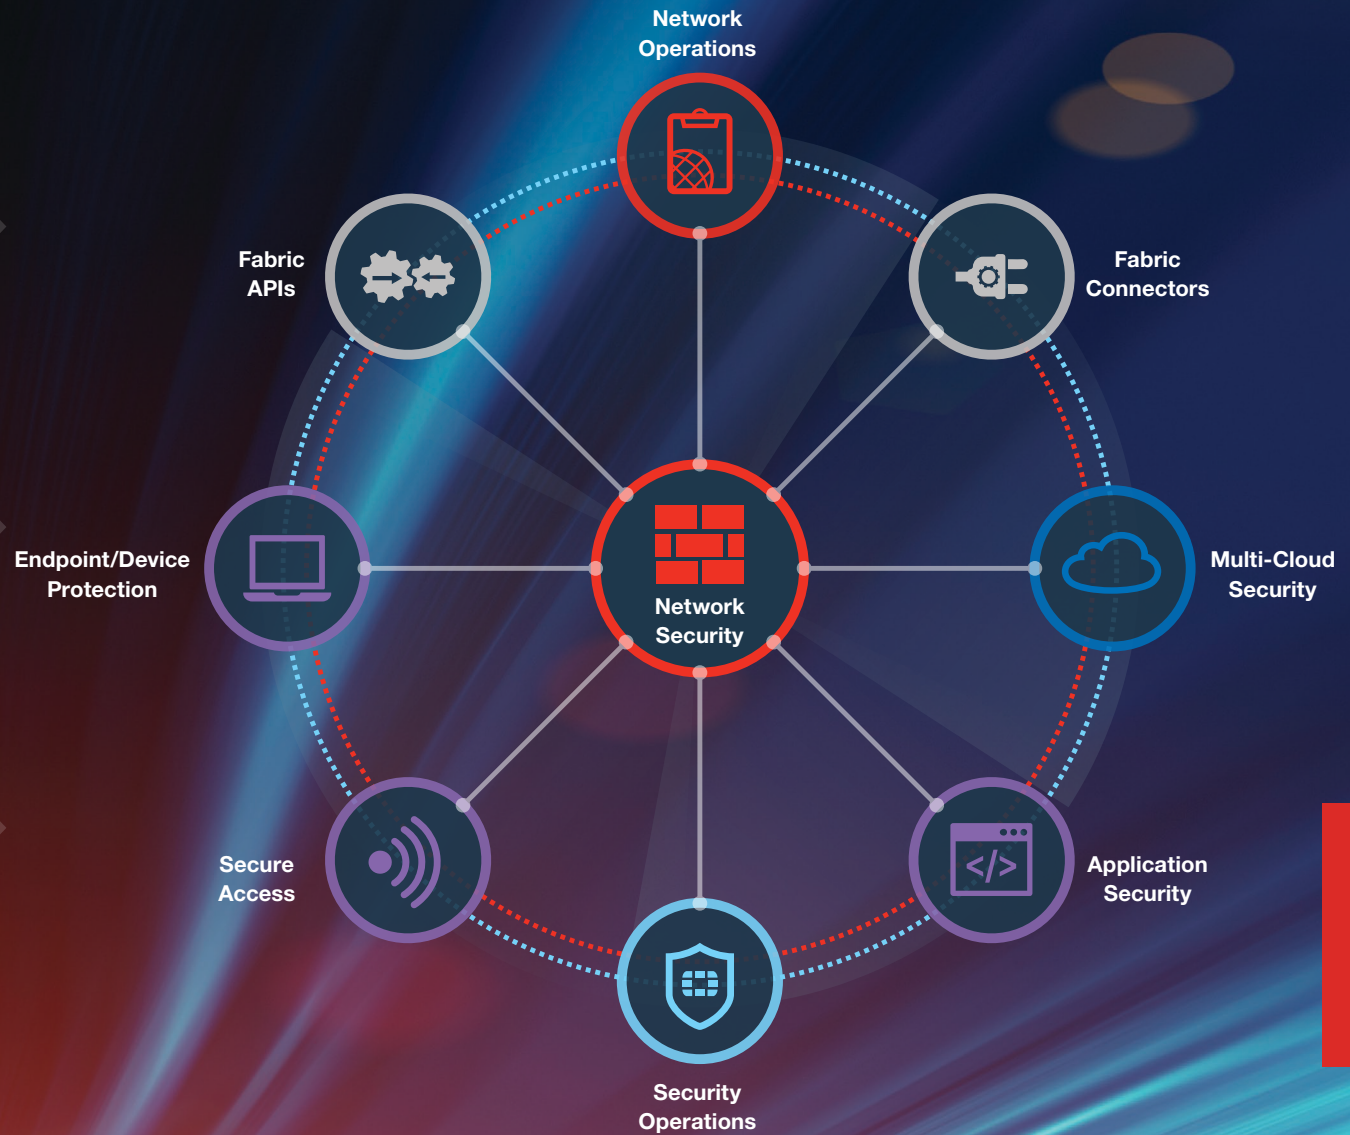 Network
Operations
Fabric
APIs
Fabric
Connectors
Endpoint/Device
Protection
Network
Security
Multi-Cloud
Security
Secure
Access
</>
Application
Security
Security
Operations